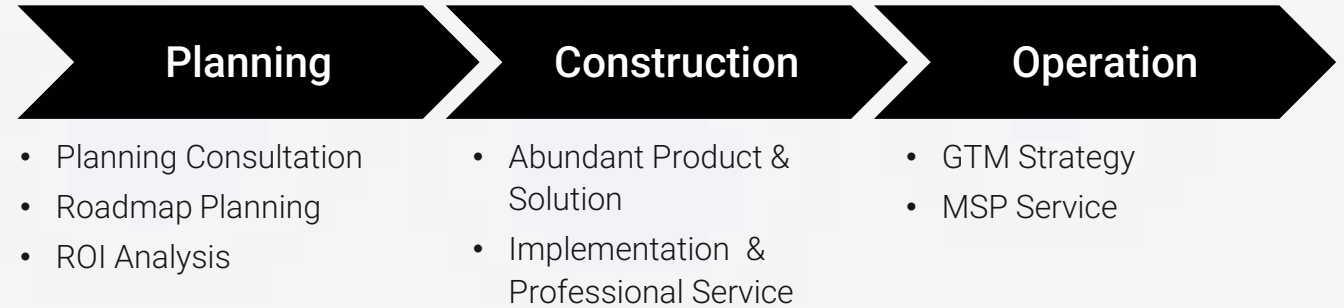 Planning
Construction
Operation
• Planning Consultation
• Roadmap Planning
• ROI Analysis
• Abundant Product &
Solution
• Implementation &
Professional Service
• GTM Strategy
• MSP Service